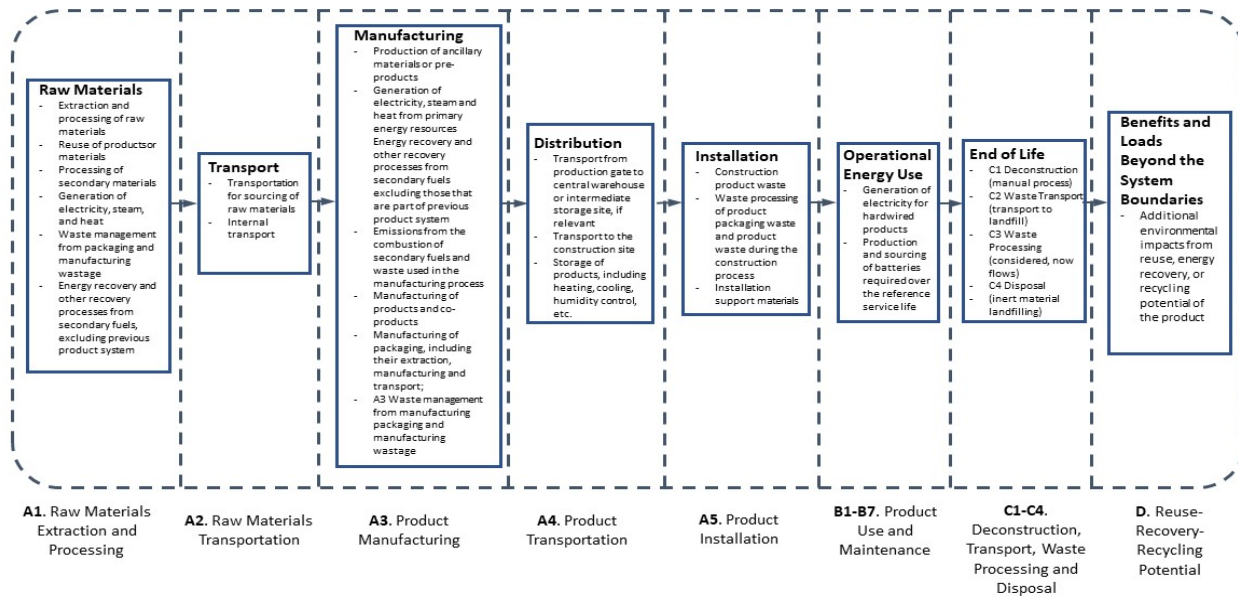 Raw Materials
- Extraction and
processing of raw
materials
- Reuse of productsor
materials
- Processing of
secondary materials
- Generation of
electricity, steam,
and heat
- Waste management
from packaging and
manufacturing
wastage
- Energy recovery and
other recovery
processes from
secondary fuels,
excluding previous
product system
Transport
- Transportation
for sourcing of
raw materials
- Internal
transport
Manufacturing
- Production of ancillary
materials or pre-
products
- Generation of
electricity, steam and
heat from primary
energy resources
Energy recovery and
other recovery
processes from
secondary fuels
excluding those that
are part of previous
product system
- Emissions from the
combustion of
secondary fuels and
waste used in the
manufacturing process
- Manufacturing of
products and co-
products
- Manufacturing of
packaging, including
their extraction,
manufacturing and
transport;
- A3 Waste management
from manufacturing
packaging and
manufacturing
wastage
Distribution
- Transport from
production gate to
central warehouse
or intermediate
storage site, if
relevant
- Transport to the
construction site
- Storage of
products, including
heating, cooling,
humidity control,
etc.
Installation
- Construction
product waste
- Waste processing
of product
packaging waste
and product
waste during the
construction
process
- Installation
support materials
Operational
Energy Use
- Generation of
electricity for
hardwired
products
- Production
and sourcing
of batteries
required over
the reference
service life
End of Life
- C1 Deconstruction
(manual process)
- C2 Waste Transport
(transport to
landfill)
- C3 Waste
Processing
(considered, now
flows)
- C4 Disposal
- (inert material
landfilling)
Benefits and
Loads
Beyond the
System
Boundaries
- Additional
environmental
impacts from
reuse, energy
recovery, or
recycling
potential of
the product
A1. Raw Materials
Extraction and
Processing
A2. Raw Materials
Transportation
A3. Product
Manufacturing
A4. Product
Transportation
A5. Product
Installation
B1-B7. Product
Use and
Maintenance
C1-C4.
Deconstruction,
Transport, Waste
Processing and
Disposal
D. Reuse-
Recovery-
Recycling
Potential